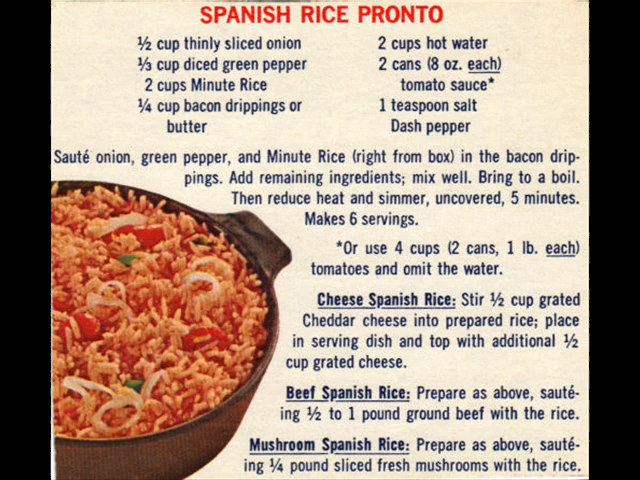 SPANISH RICE PRONTO
½ cup thinly sliced onion
⅓ cup diced green pepper
2 cups Minute Rice
¼ cup bacon drippings or
butter
2 cups hot water
2 cans (8 oz. each)
tomato sauce*
1 teaspoon salt
Dash pepper
Sauté onion, green pepper, and Minute Rice (right from box) in the bacon drip-
pings. Add remaining ingredients; mix well. Bring to a boil.
Then reduce heat and simmer, uncovered, 5 minutes.
Makes 6 servings.
*Or use 4 cups (2 cans, 1 lb. each)
tomatoes and omit the water.
Cheese Spanish Rice: Stir ½ cup grated
Cheddar cheese into prepared rice; place
in serving dish and top with additional ½
cup grated cheese.
Beef Spanish Rice: Prepare as above, sauté-
ing ½ to 1 pound ground beef with the rice.
Mushroom Spanish Rice: Prepare as above, sauté-
ing ¼ pound sliced fresh mushrooms with the rice.